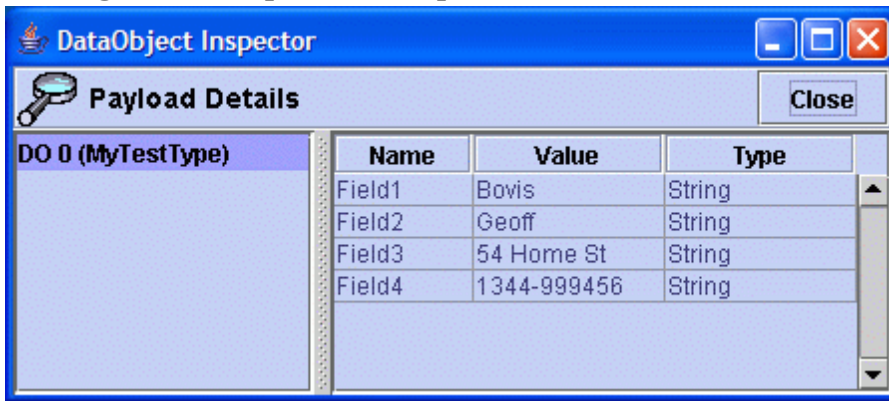 DataObject Inspector
Payload Details
Close
DO 0 (MyTestType)
Name Value Type
Field1 Bovis String
Field2 Geoff String
Field3 54 Home St String
Field4 1344-999456 String